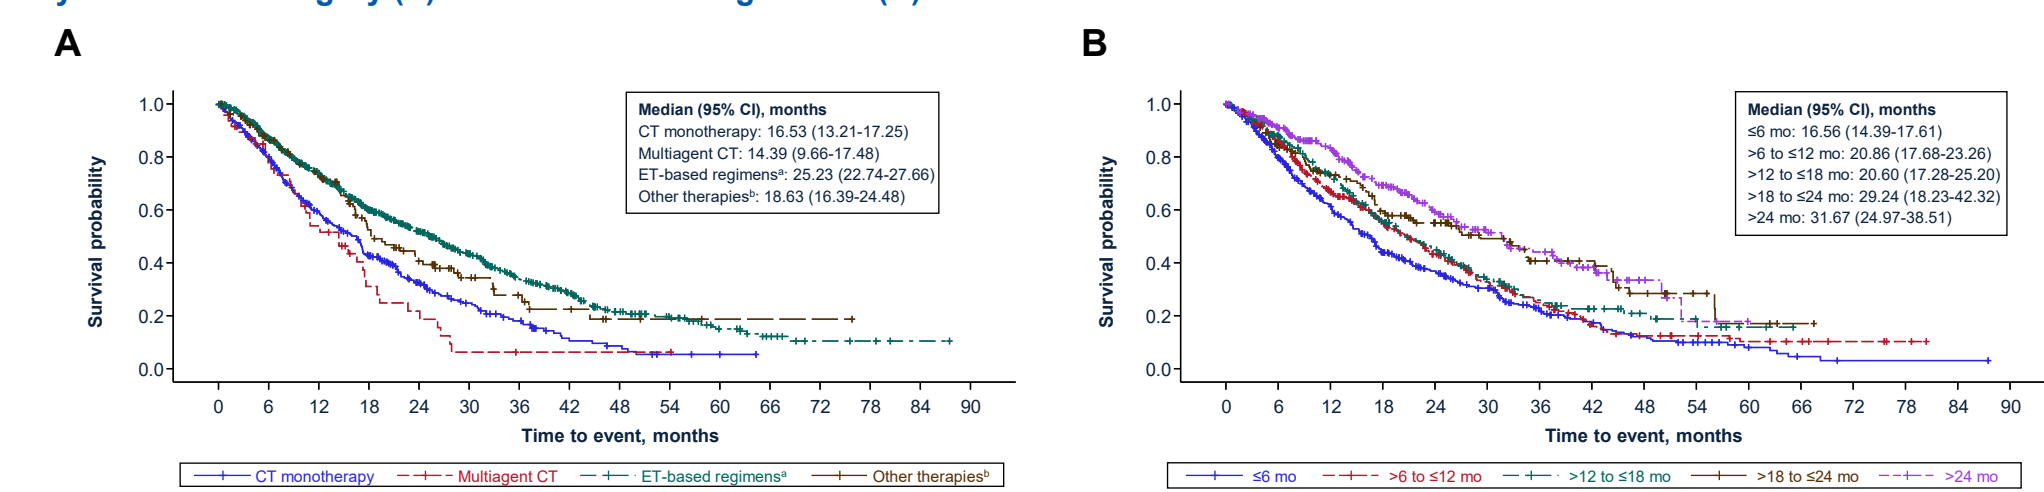 A
Median (95% CI), months
CT monotherapy: 16.53 (13.21-17.25)
Multiagent CT: 14.39 (9.66-17.48)
ET-based regimensᵃ: 25.23 (22.74-27.66)
Other therapiesᵇ: 18.63 (16.39-24.48)
Survival probability
1.0
0.8
0.6
0.4
0.2
0.0
0 6 12 18 24 30 36 42 48 54 60 66 72 78 84 90
Time to event, months
CT monotherapy Multiagent CT ET-based regimensᵃ Other therapiesᵇ
B
Median (95% CI), months
≤6 mo: 16.56 (14.39-17.61)
>6 to ≤12 mo: 20.86 (17.68-23.26)
>12 to ≤18 mo: 20.60 (17.28-25.20)
>18 to ≤24 mo: 29.24 (18.23-42.32)
>24 mo: 31.67 (24.97-38.51)
Survival probability
1.0
0.8
0.6
0.4
0.2
0.0
0 6 12 18 24 30 36 42 48 54 60 66 72 78 84 90
Time to event, months
≤6 mo >6 to ≤12 mo >12 to ≤18 mo >18 to ≤24 mo >24 mo